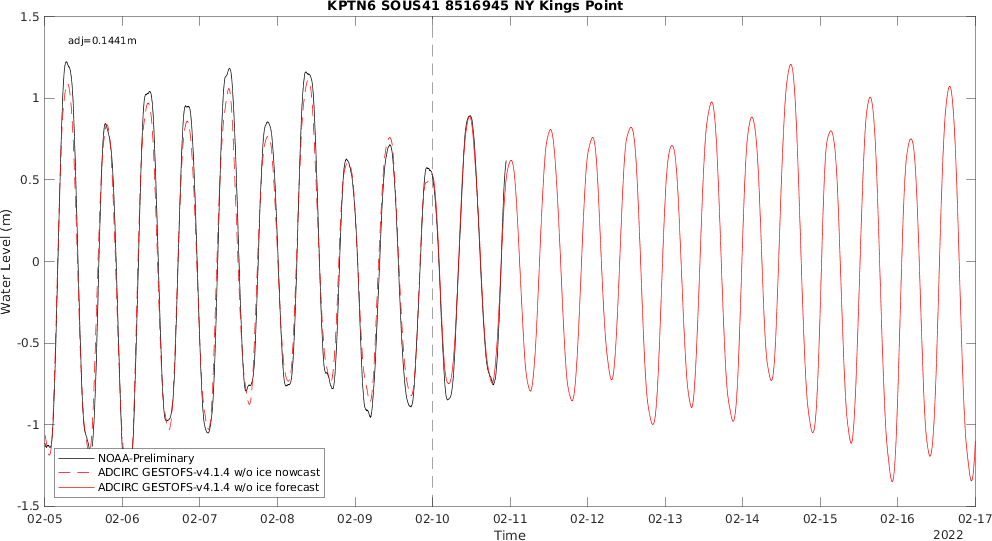 KPTN6 SOUS41 8516945 NY Kings Point
adj=0.1441m
1.5
1
0.5
0
-0.5
-1
-1.5
Water Level (m)
NOAA-Preliminary
ADCIRC GESTOFS-v4.1.4 w/o ice nowcast
ADCIRC GESTOFS-v4.1.4 w/o ice forecast
02-05 02-06 02-07 02-08 02-09 02-10 02-11 02-12 02-13 02-14 02-15 02-16 02-17
Time
2022